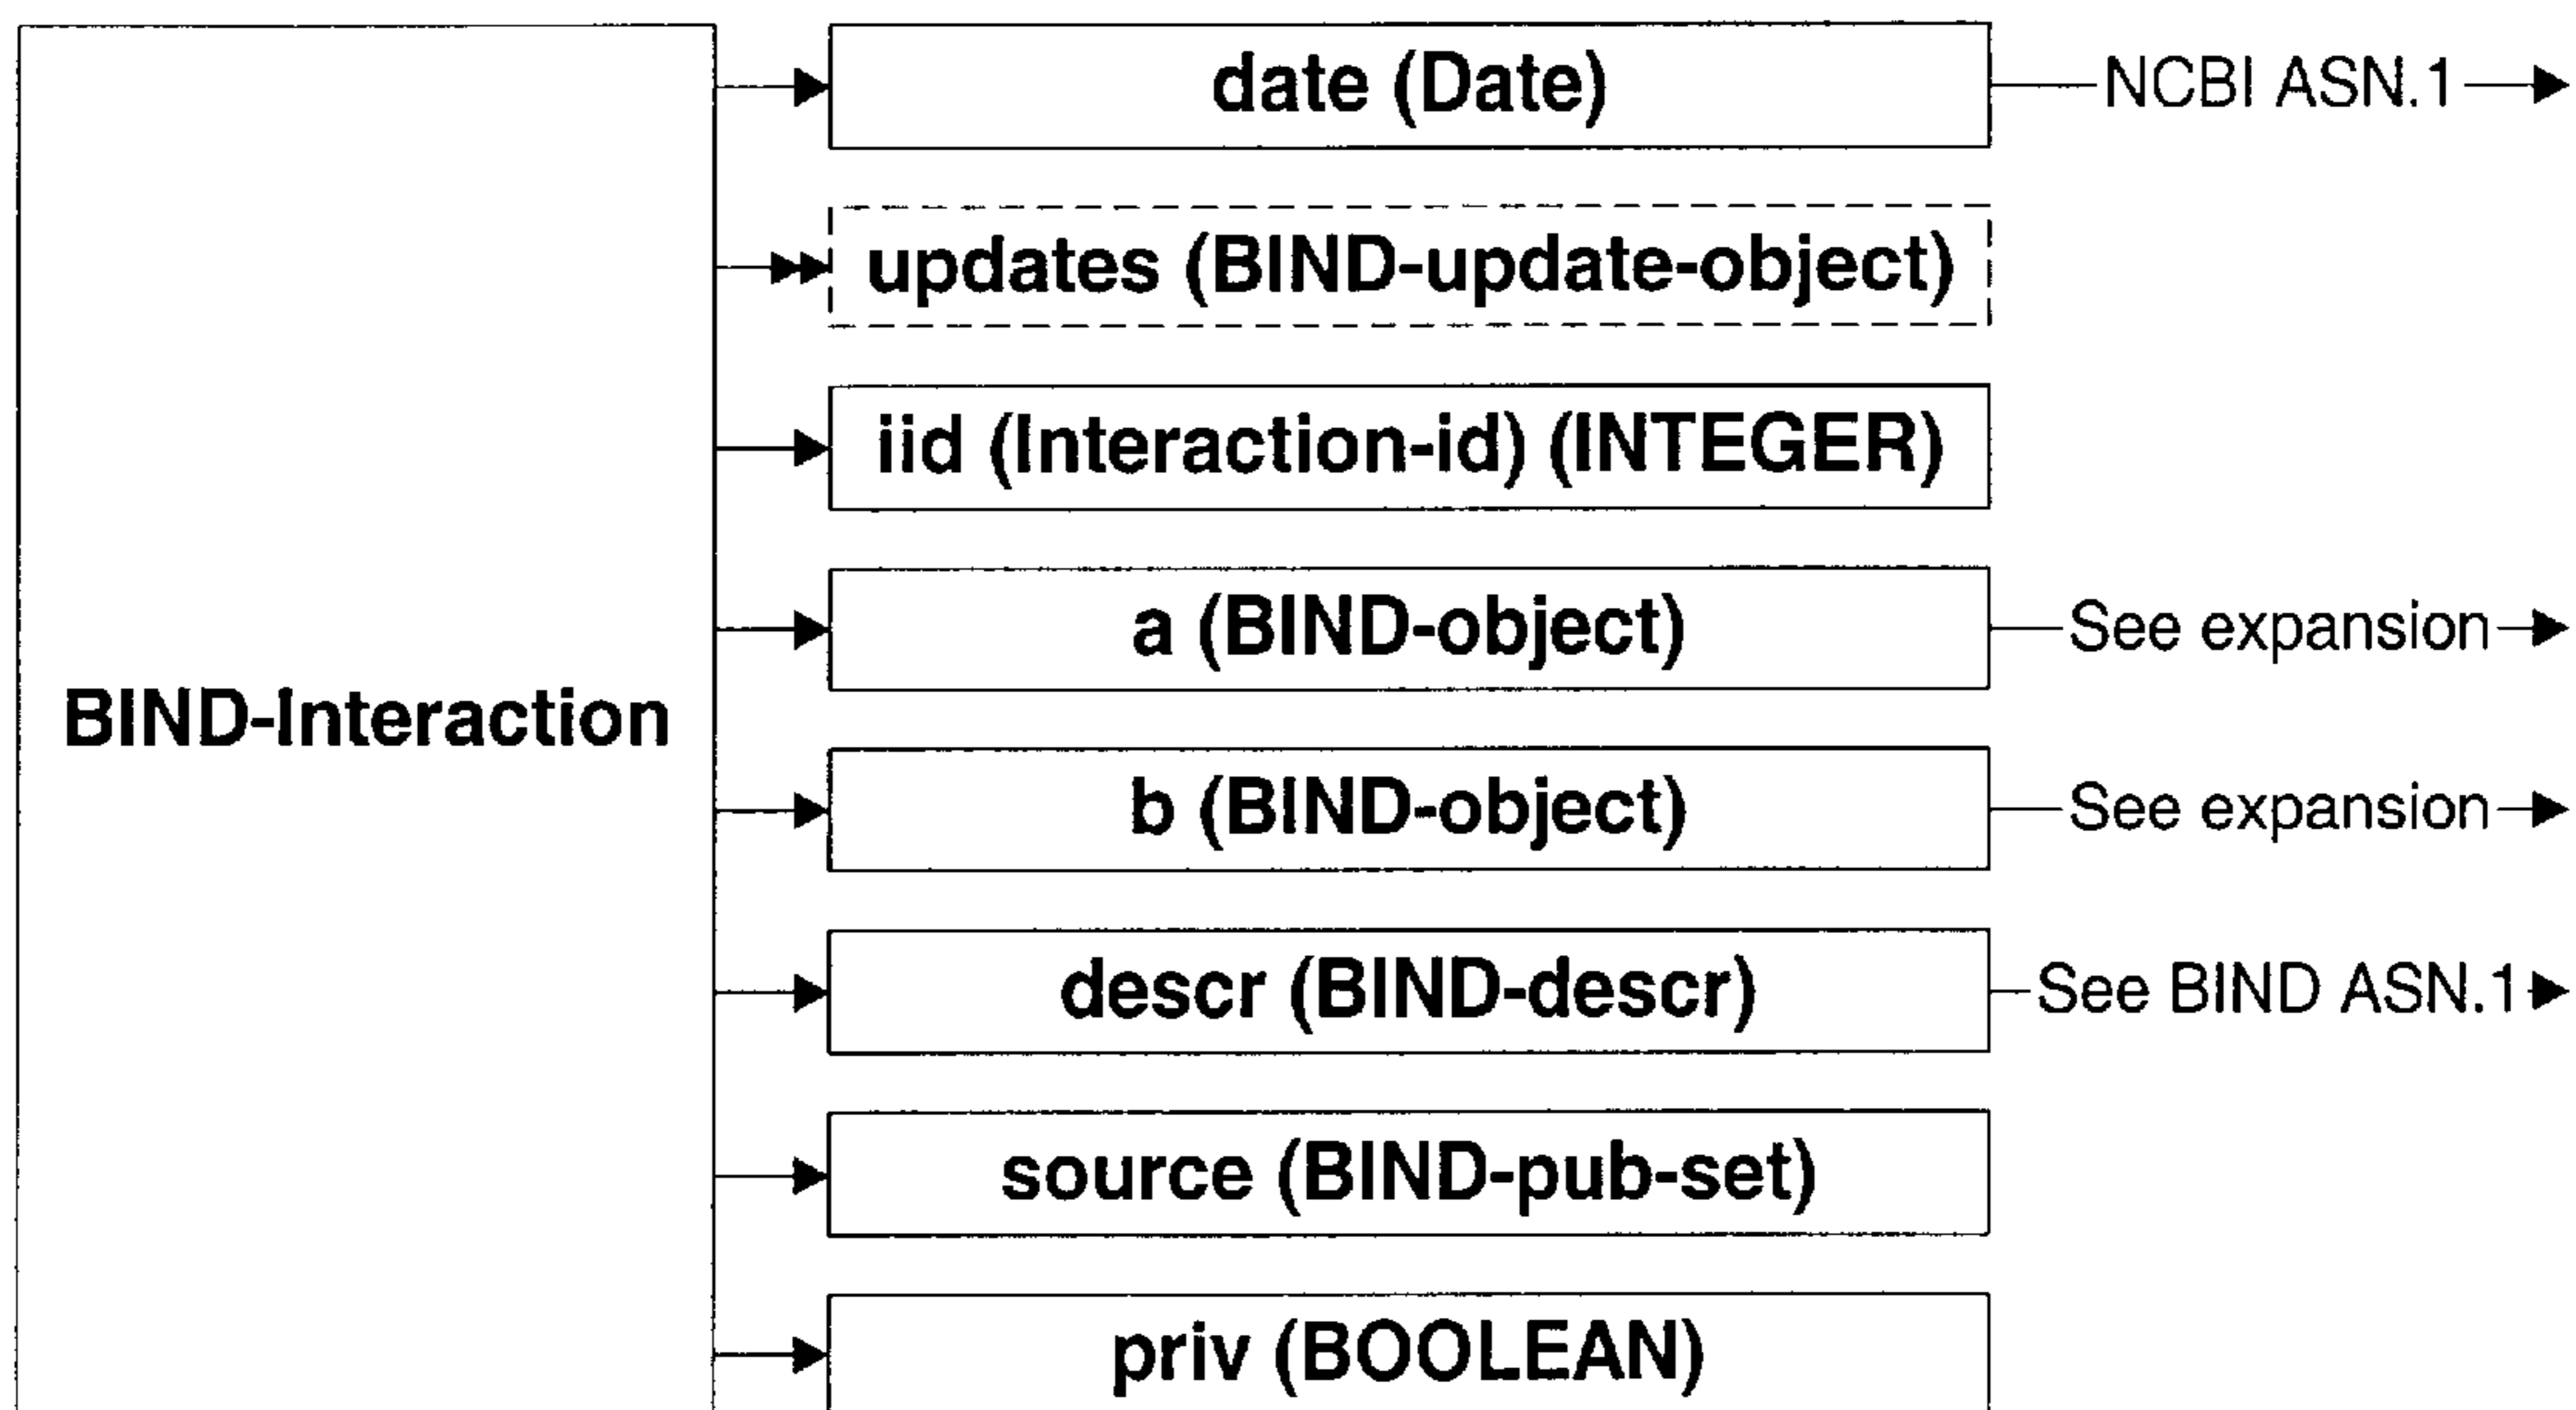 date (Date)
NCBI ASN.1
updates (BIND-update-object)
iid (Interaction-id) (INTEGER)
a (BIND-object)
See expansion
BIND-Interaction
b (BIND-object)
See expansion
descr (BIND-descr)
See BIND ASN.1
source (BIND-pub-set)
priv (BOOLEAN)